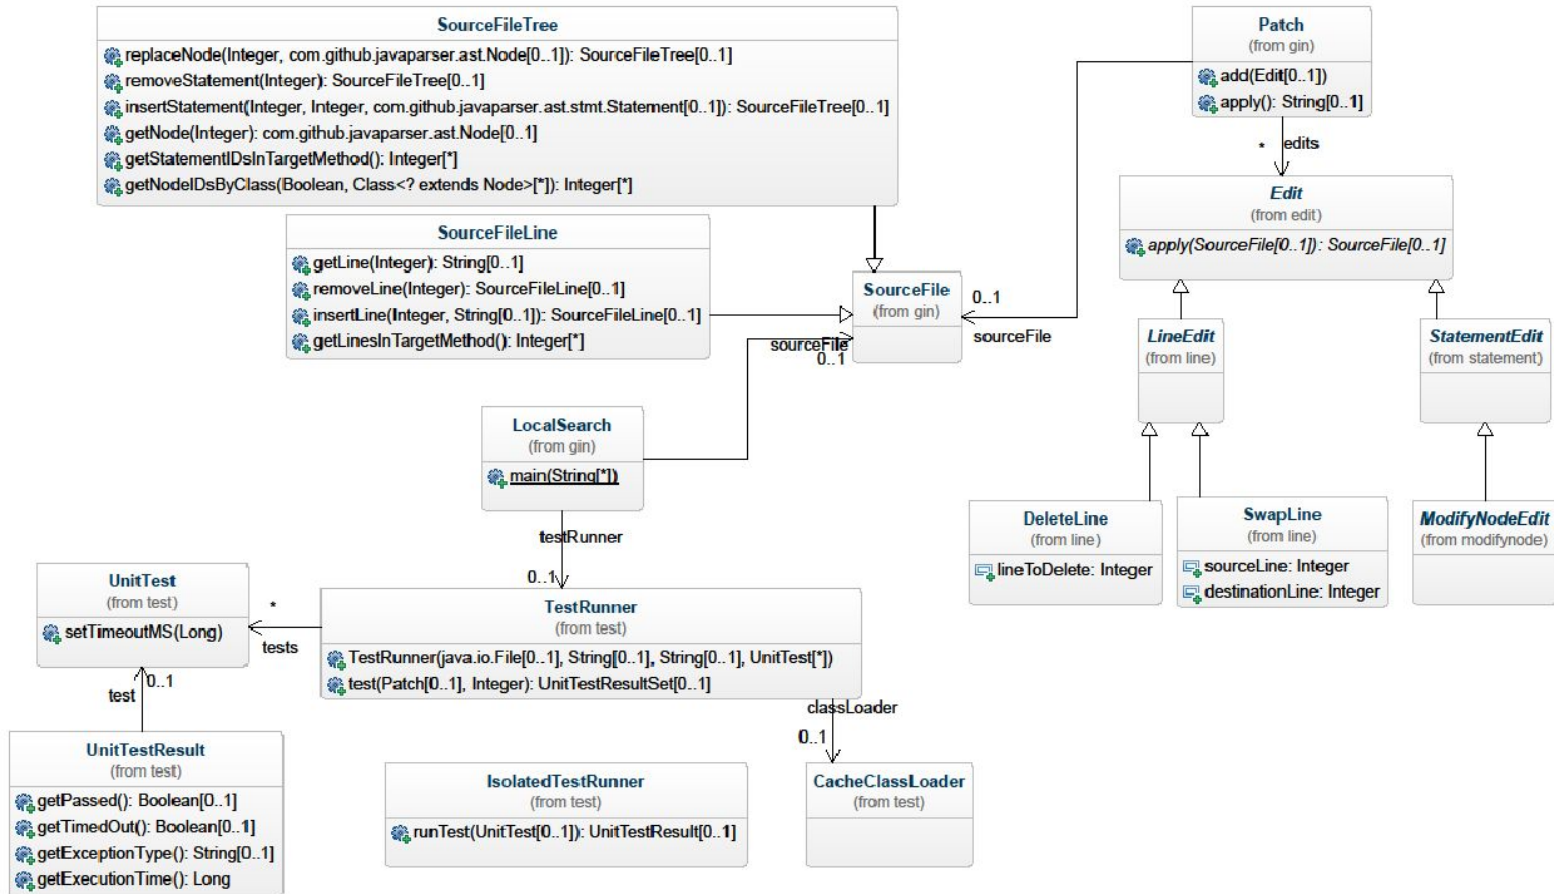 SourceFileTree
replaceNode(Integer, com.github.javaparser.ast.Node[0..1]): SourceFileTree[0..1]
removeStatement(Integer): SourceFileTree[0..1]
insertStatement(Integer, Integer, com.github.javaparser.ast.stmt.Statement[0..1]): SourceFileTree[0..1]
getNode(Integer): com.github.javaparser.ast.Node[0..1]
getStatementIDsInTargetMethod(): Integer[*]
getNodeIDsByClass(Boolean, Class<? extends Node>[*]): Integer[*]
Patch
(from gin)
add(Edit[0..1])
apply(): String[0..1]
* edits
Edit
(from edit)
apply(SourceFile[0..1]): SourceFile[0..1]
SourceFileLine
getLine(Integer): String[0..1]
removeLine(Integer): SourceFileLine[0..1]
insertLine(Integer, String[0..1]): SourceFileLine[0..1]
getLinesInTargetMethod(): Integer[*]
SourceFile
(from gin)
0..1
sourceFile
sourceFile
0..1
LineEdit
(from line)
StatementEdit
(from statement)
LocalSearch
(from gin)
main(String[*])
testRunner
0..1
DeleteLine
(from line)
lineToDelete: Integer
SwapLine
(from line)
sourceLine: Integer
destinationLine: Integer
ModifyNodeEdit
(from modifynode)
UnitTest
(from test)
setTimeoutMS(Long)
*
tests
TestRunner
(from test)
TestRunner(java.io.File[0..1], String[0..1], String[0..1], UnitTest[*])
test(Patch[0..1], Integer): UnitTestResultSet[0..1]
0..1
test
classLoader
0..1
UnitTestResult
(from test)
getPassed(): Boolean[0..1]
getTimedOut(): Boolean[0..1]
getExceptionType(): String[0..1]
getExecutionTime(): Long
IsolatedTestRunner
(from test)
runTest(UnitTest[0..1]): UnitTestResult[0..1]
CacheClassLoader
(from test)